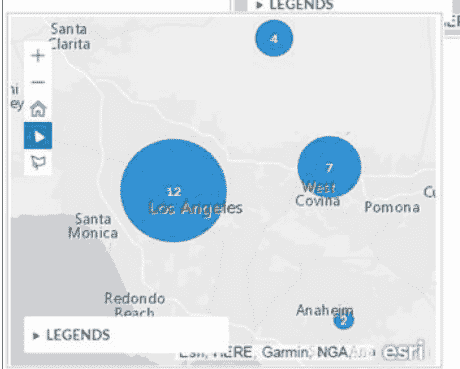 LEGENDS
Santa
Clarita
4
7
12
West
Covina
Los Angeles
Pomona
Santa
Monica
Redondo
Beach
Anaheim
2
LEGENDS
Esri, HERE, Garmin, NGA,
esri